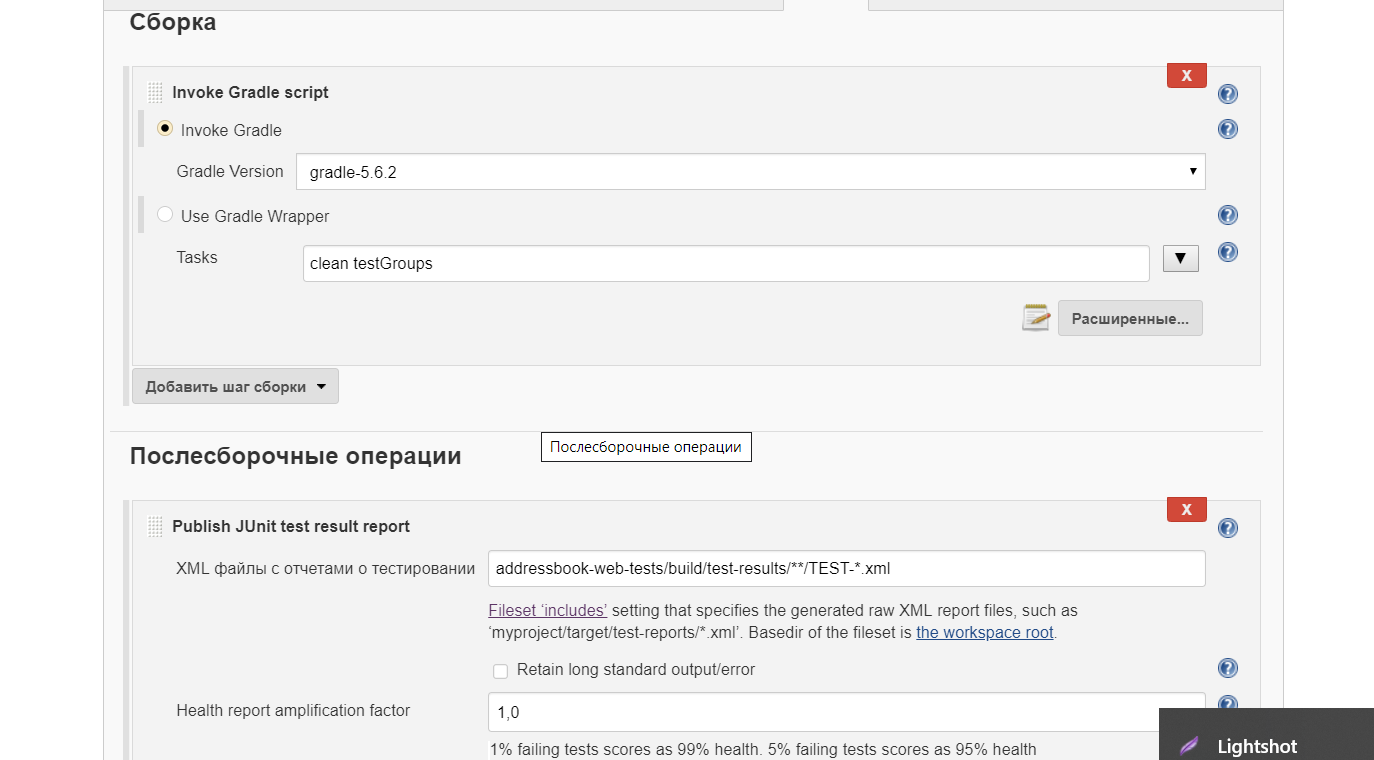 Сборка
X
Invoke Gradle script
Invoke Gradle
Gradle Version
gradle-5.6.2
Use Gradle Wrapper
Tasks
clean testGroups
Расширенные...
Добавить шаг сборки
Послесборочные операции
Послесборочные операции
X
Publish JUnit test result report
XML файлы с отчетами о тестировании
addressbook-web-tests/build/test-results/**/TEST-*.xml
Fileset ‘includes’ setting that specifies the generated raw XML report files, such as
‘myproject/target/test-reports/*.xml’. Basedir of the fileset is the workspace root.
Retain long standard output/error
Health report amplification factor
1,0
1% failing tests scores as 99% health. 5% failing tests scores as 95% health
Lightshot